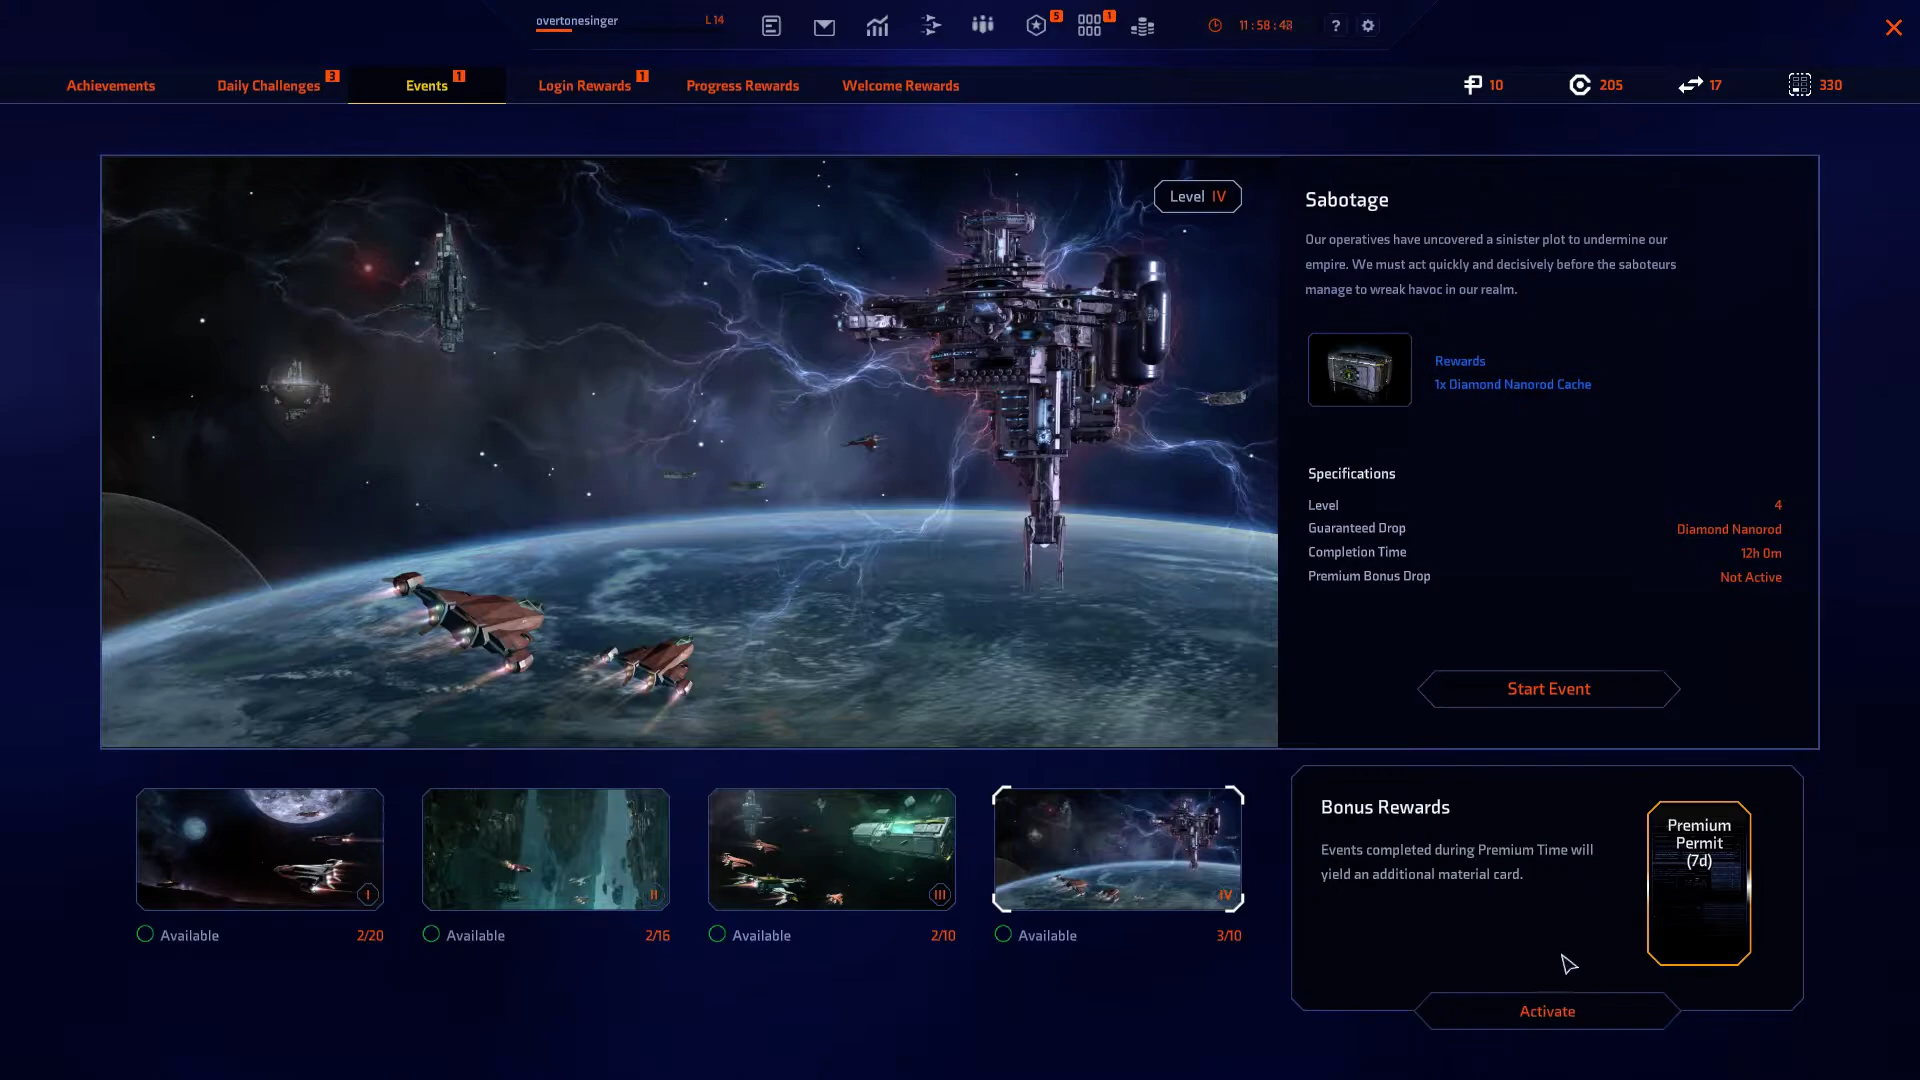 overtonesinger L 14
5
1
11:58:48
?
Achievements
Daily Challenges 3
Events 1
Login Rewards 1
Progress Rewards
Welcome Rewards
10
205
17
330
Level IV
Sabotage
Our operatives have uncovered a sinister plot to undermine our
empire. We must act quickly and decisively before the saboteurs
manage to wreak havoc in our realm.
Rewards
1x Diamond Nanorod Cache
Specifications
Level 4
Guaranteed Drop Diamond Nanorod
Completion Time 12h 0m
Premium Bonus Drop Not Active
Start Event
I
II
III
IV
Available 2/20
Available 2/16
Available 2/10
Available 3/10
Bonus Rewards
Events completed during Premium Time will
yield an additional material card.
Premium
Permit
(7d)
Activate